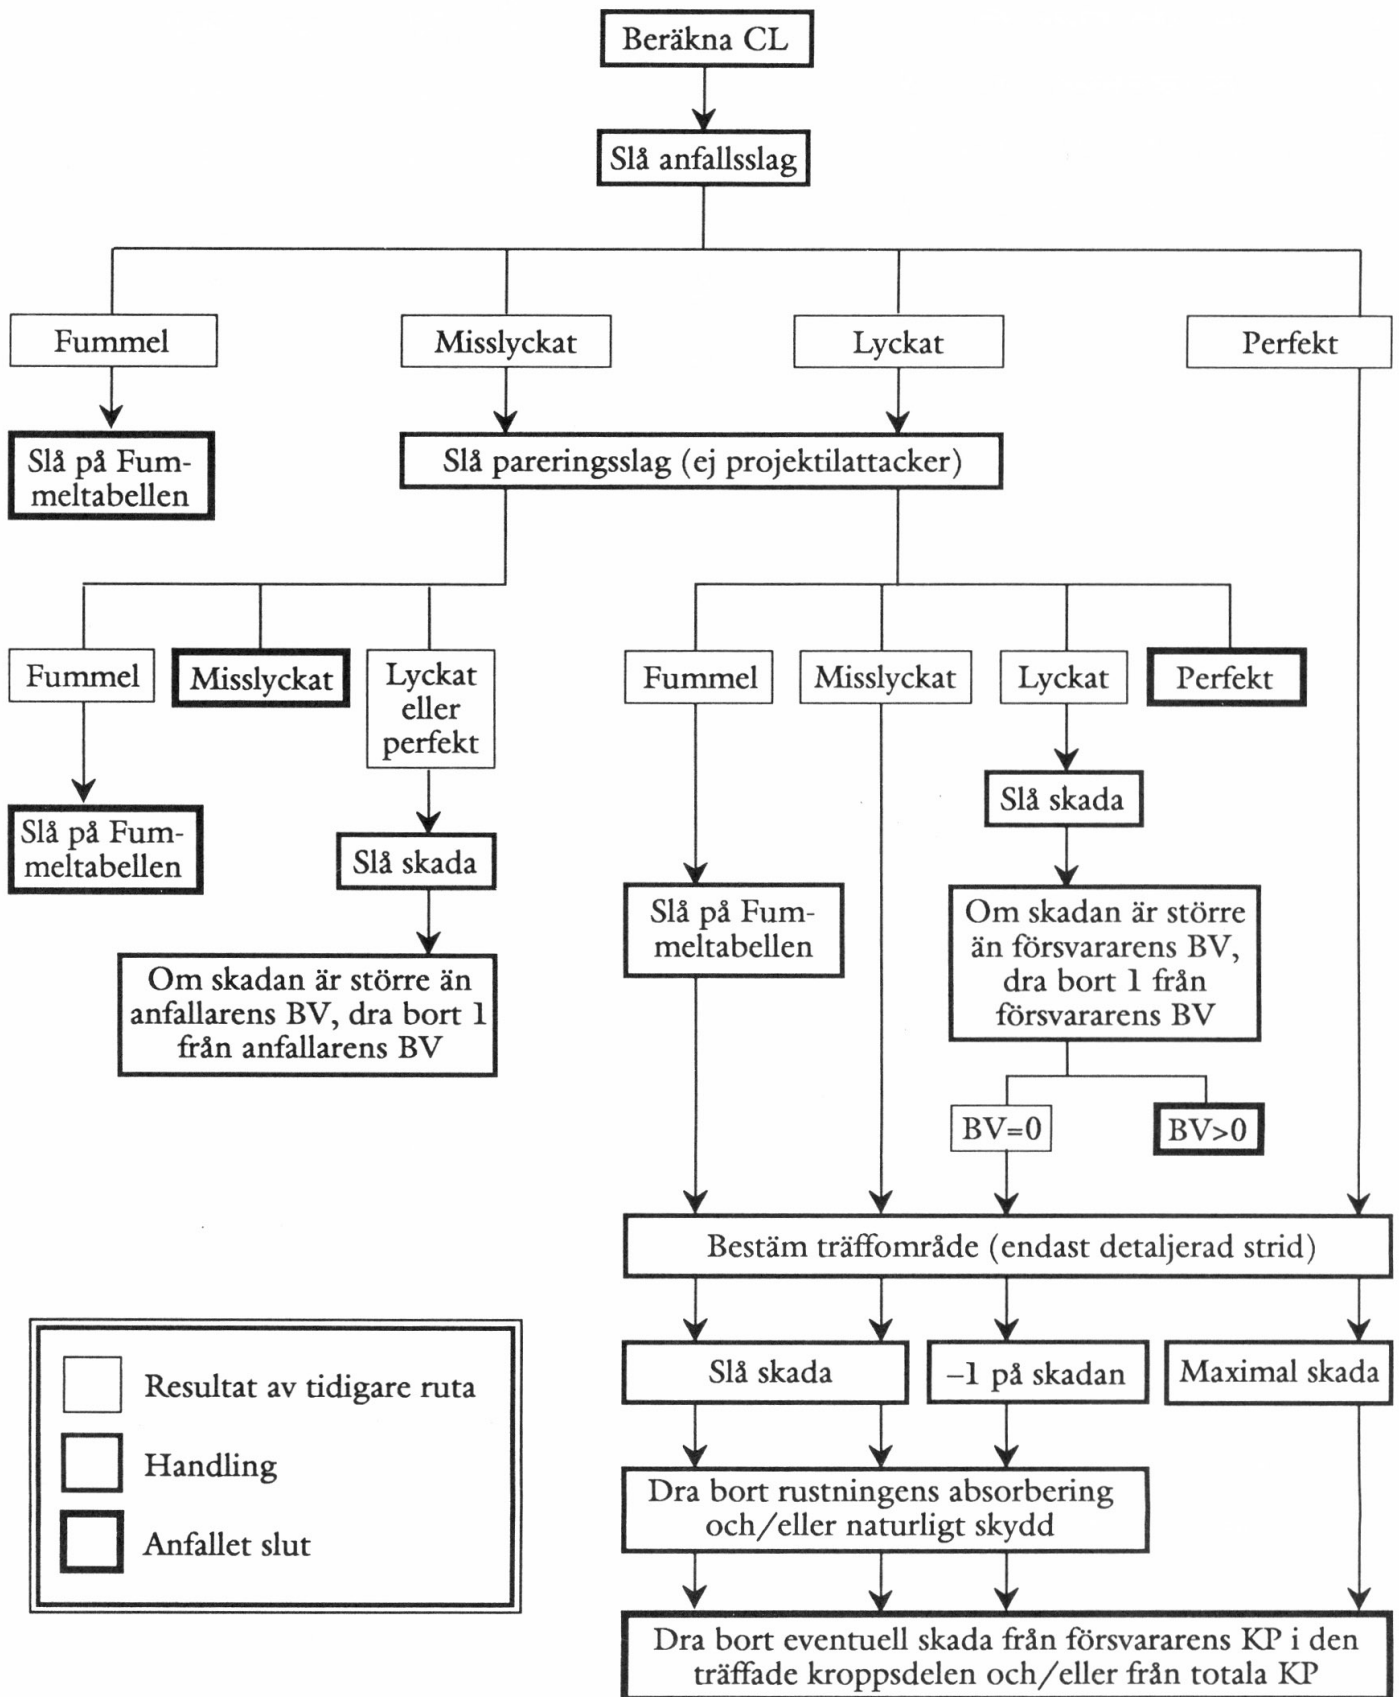 Beräkna CL
Slå anfallsslag
Fummel
Misslyckat
Lyckat
Perfekt
Slå på Fum-
meltabellen
Slå pareringsslag (ej projektilattacker)
Fummel
Misslyckat
Lyckat
eller
perfekt
Fummel
Misslyckat
Lyckat
Perfekt
Slå på Fum-
meltabellen
Slå skada
Om skadan är större än
anfallarens BV, dra bort 1
från anfallarens BV
Slå skada
Slå på Fum-
meltabellen
Om skadan är större
än försvararens BV,
dra bort 1 från
försvararens BV
BV=0
BV>0
Bestäm träffområde (endast detaljerad strid)
Slå skada
–1 på skadan
Maximal skada
Dra bort rustningens absorbering
och/eller naturligt skydd
Dra bort eventuell skada från försvararens KP i den
träffade kroppsdelen och/eller från totala KP
Resultat av tidigare ruta
Handling
Anfallet slut